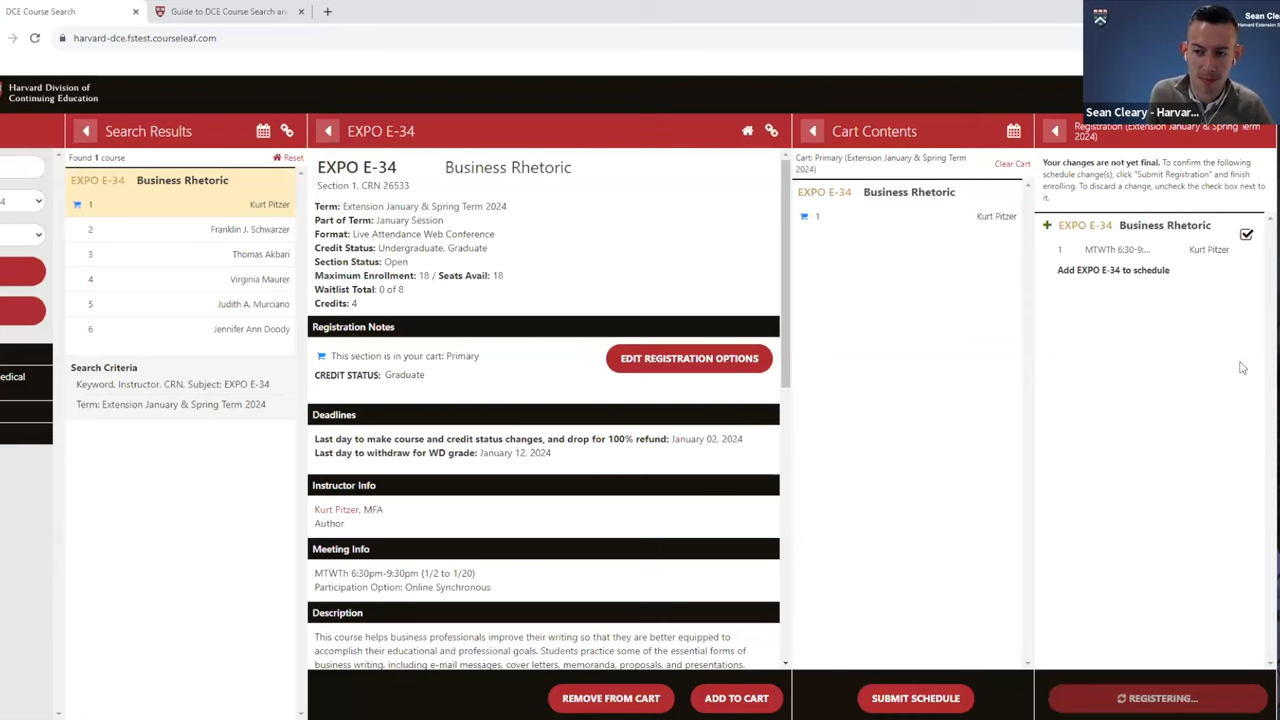 DCE Course Search
Guide to DCE Course Search an
harvard-dce.fstest.courseleaf.com
Sean Clea
Harvard Extension S
Sean Cleary - Harvar...
Harvard Division of
Continuing Education
Search Results
Found 1 course
Reset
EXPO E-34 Business Rhetoric
1 Kurt Pitzer
2 Franklin J. Schwarzer
3 Thomas Akbari
4 Virginia Maurer
5 Judith A. Murciano
6 Jennifer Ann Doody
Search Criteria
Keyword, Instructor, CRN, Subject: EXPO E-34
Term: Extension January & Spring Term 2024
4
edical
EXPO E-34
EXPO E-34 Business Rhetoric
Section 1, CRN 26533
Term: Extension January & Spring Term 2024
Part of Term: January Session
Format: Live Attendance Web Conference
Credit Status: Undergraduate, Graduate
Section Status: Open
Maximum Enrollment: 18 / Seats Avail: 18
Waitlist Total: 0 of 8
Credits: 4
Registration Notes
This section is in your cart: Primary
CREDIT STATUS: Graduate
EDIT REGISTRATION OPTIONS
Deadlines
Last day to make course and credit status changes, and drop for 100% refund: January 02, 2024
Last day to withdraw for WD grade: January 12, 2024
Instructor Info
Kurt Pitzer, MFA
Author
Meeting Info
MTWTh 6:30pm-9:30pm (1/2 to 1/20)
Participation Option: Online Synchronous
Description
This course helps business professionals improve their writing so that they are better equipped to
accomplish their educational and professional goals. Students practice some of the essential forms of
business writing, including e-mail messages, cover letters, memoranda, proposals, and presentations.
REMOVE FROM CART
ADD TO CART
Cart Contents
Cart: Primary (Extension January & Spring Term
2024)
Clear Cart
EXPO E-34 Business Rhetoric
1 Kurt Pitzer
SUBMIT SCHEDULE
Registration (Extension January & Spring Term
2024)
Your changes are not yet final. To confirm the following
schedule change(s), click "Submit Registration" and finish
enrolling. To discard a change, uncheck the check box next to
it.
EXPO E-34 Business Rhetoric
1 MTWTh 6:30-9:... Kurt Pitzer
Add EXPO E-34 to schedule
REGISTERING...